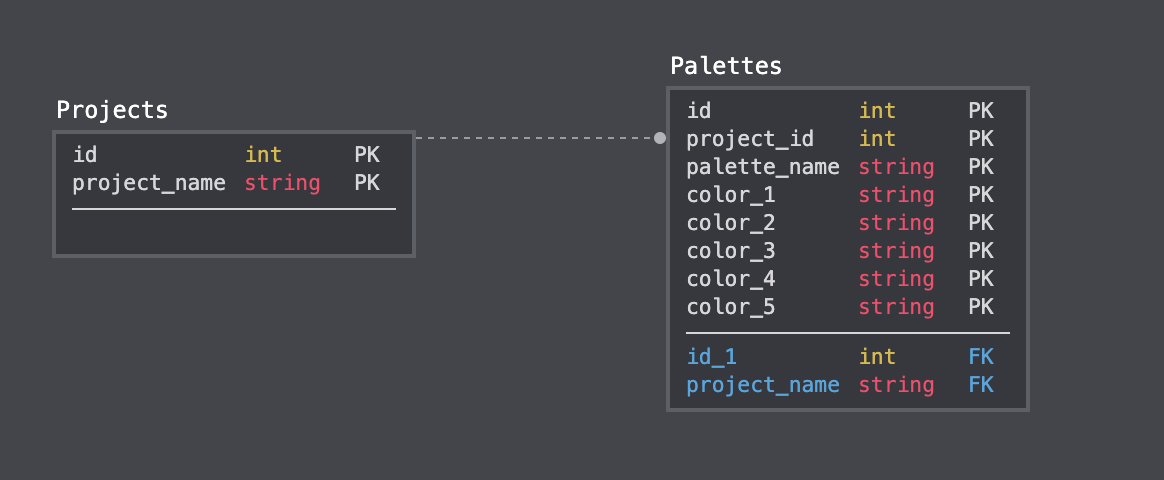 Projects
id int PK
project_name string PK
Palettes
id int PK
project_id int PK
palette_name string PK
color_1 string PK
color_2 string PK
color_3 string PK
color_4 string PK
color_5 string PK
id_1 int FK
project_name string FK